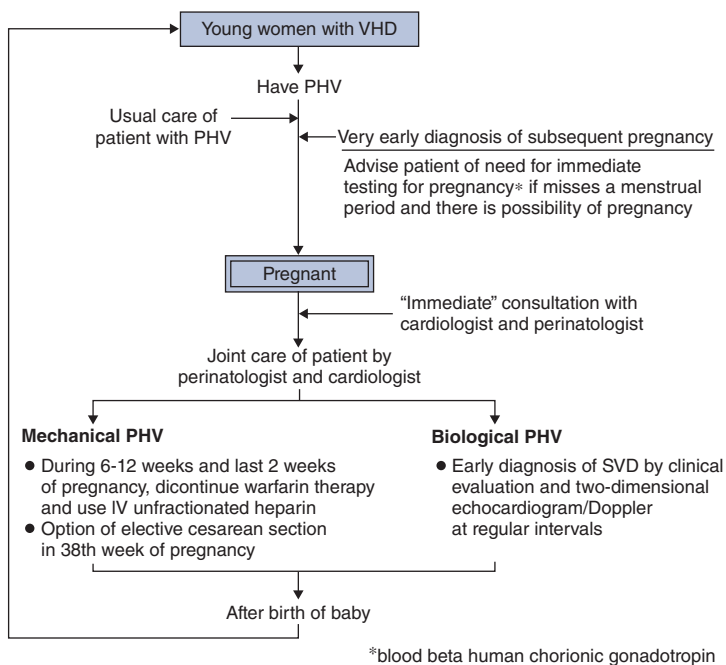 Young women with VHD
Have PHV
Usual care of
patient with PHV
Very early diagnosis of subsequent pregnancy
Advise patient of need for immediate
testing for pregnancy* if misses a menstrual
period and there is possibility of pregnancy
Pregnant
“Immediate” consultation with
cardiologist and perinatologist
Joint care of patient by
perinatologist and cardiologist
Mechanical PHV
● During 6-12 weeks and last 2 weeks
of pregnancy, dicontinue warfarin therapy
and use IV unfractionated heparin
● Option of elective cesarean section
in 38th week of pregnancy
Biological PHV
● Early diagnosis of SVD by clinical
evaluation and two-dimensional
echocardiogram/Doppler
at regular intervals
After birth of baby
*blood beta human chorionic gonadotropin